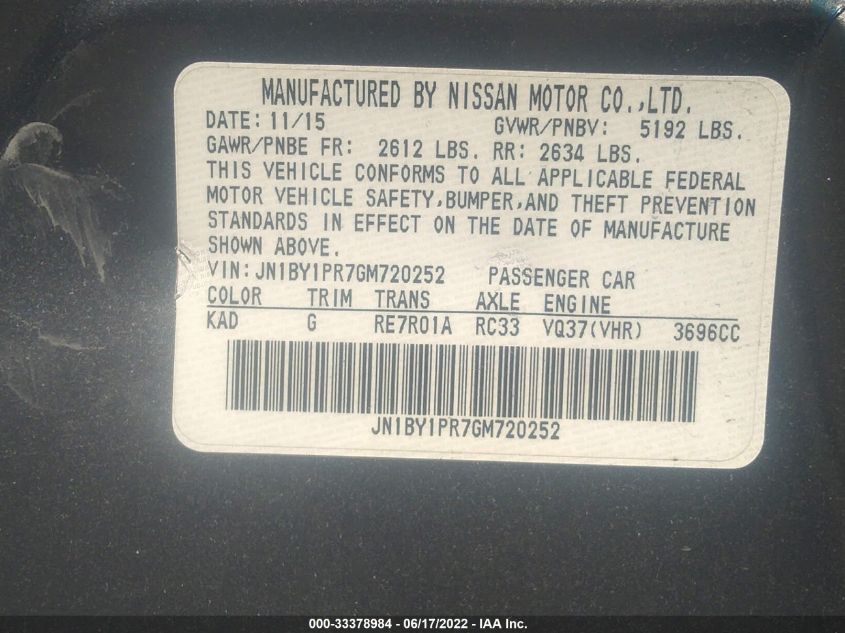 MANUFACTURED BY NISSAN MOTOR CO.,LTD.
DATE: 11/15 GVWR/PNBV: 5192 LBS.
GAWR/PNBE FR: 2612 LBS. RR: 2634 LBS.
THIS VEHICLE CONFORMS TO ALL APPLICABLE FEDERAL
MOTOR VEHICLE SAFETY,BUMPER,AND THEFT PREVENTION
STANDARDS IN EFFECT ON THE DATE OF MANUFACTURE
SHOWN ABOVE.
VIN: JN1BY1PR7GM720252 PASSENGER CAR
COLOR TRIM TRANS AXLE ENGINE
KAD G RE7R01A RC33 VQ37(VHR) 3696CC
JN1BY1PR7GM720252
000-33378984 - 06/17/2022 - IAA Inc.